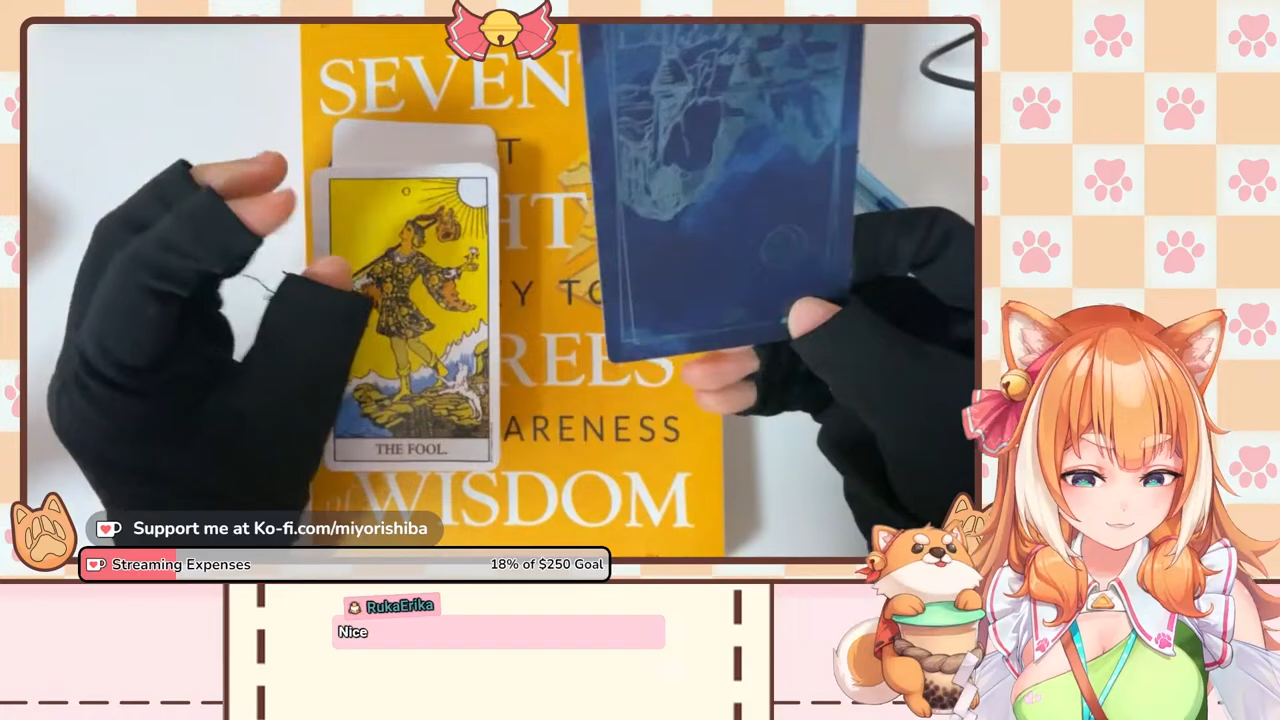 SEVEN
T
HT
Y TO
REES
ARENESS
of WISDOM
0
THE FOOL.
Support me at Ko-fi.com/miyorishiba
Streaming Expenses
18% of $250 Goal
RukaErika
Nice